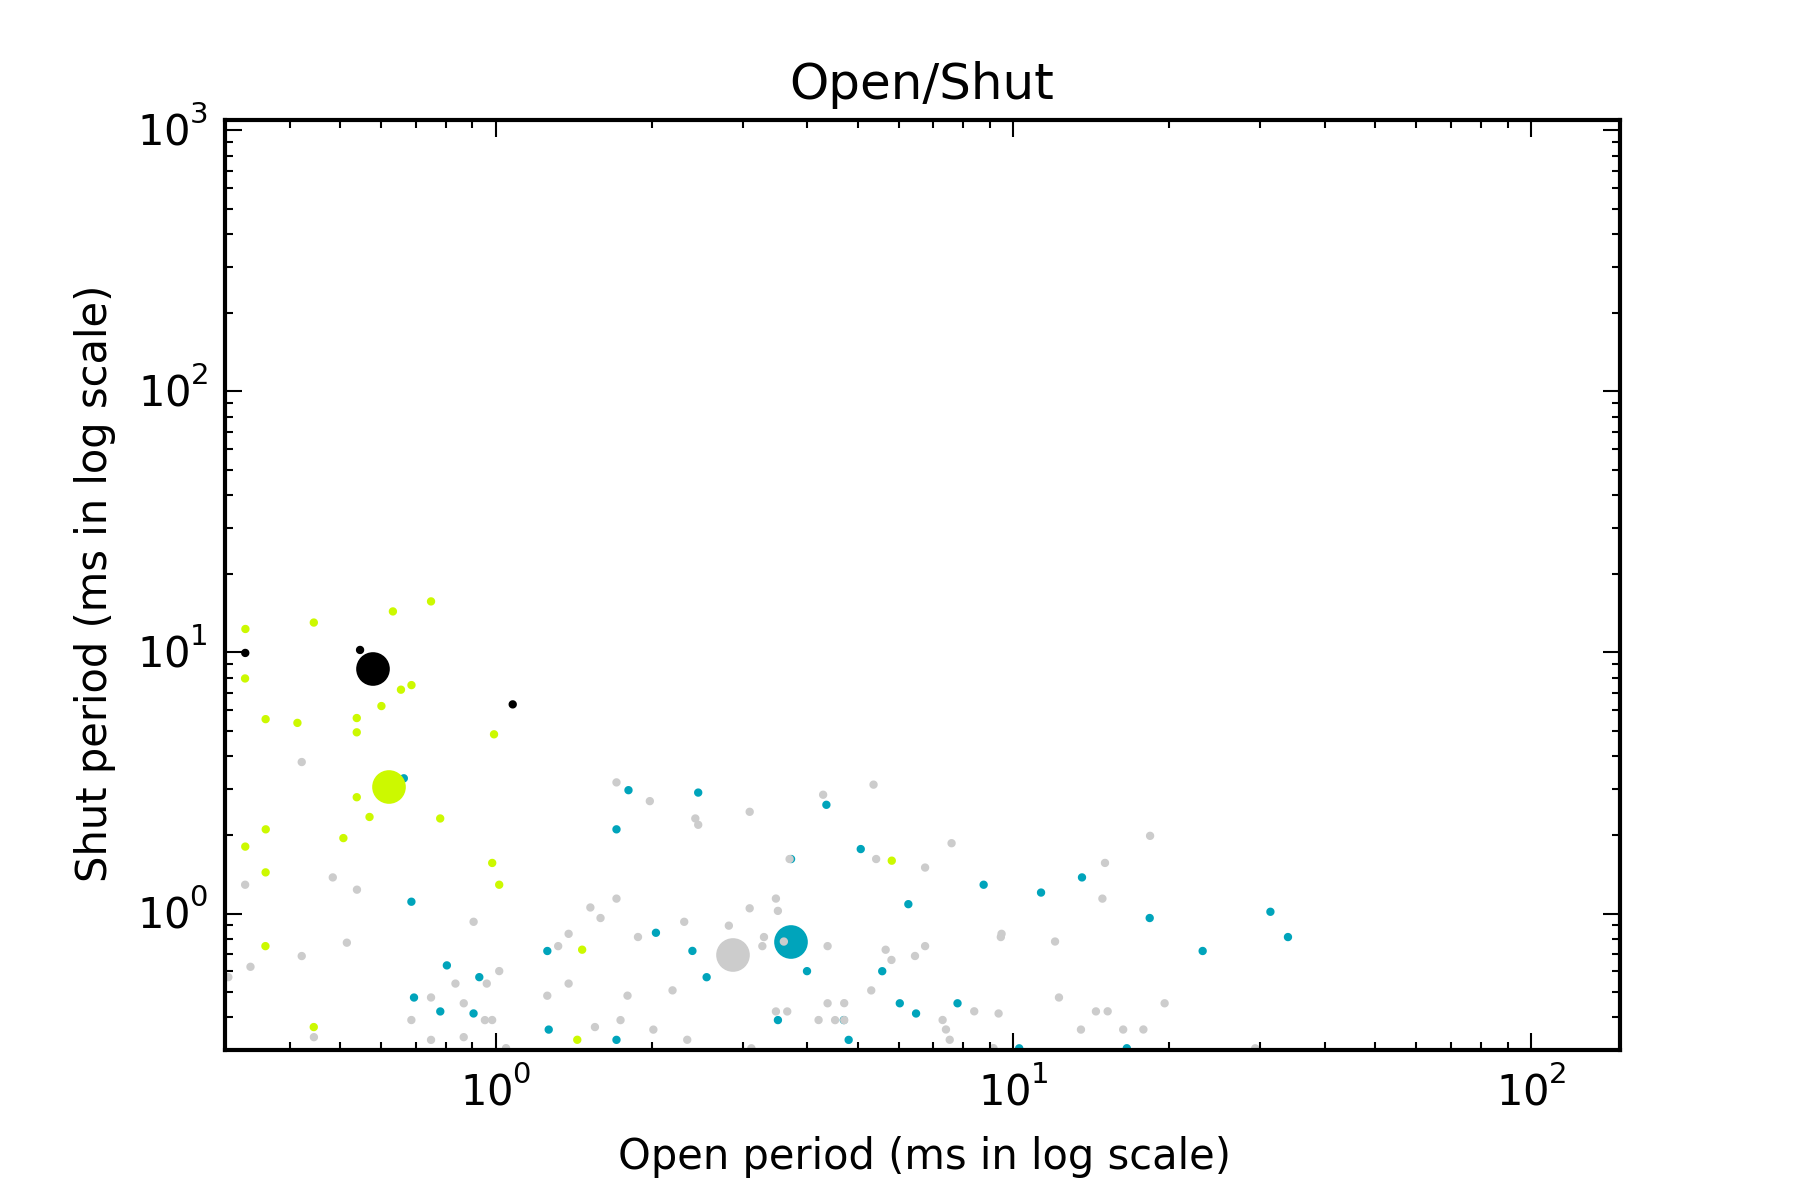 Open/Shut
10³
10²
10¹
10⁰
Shut period (ms in log scale)
10⁰ 10¹ 10²
Open period (ms in log scale)